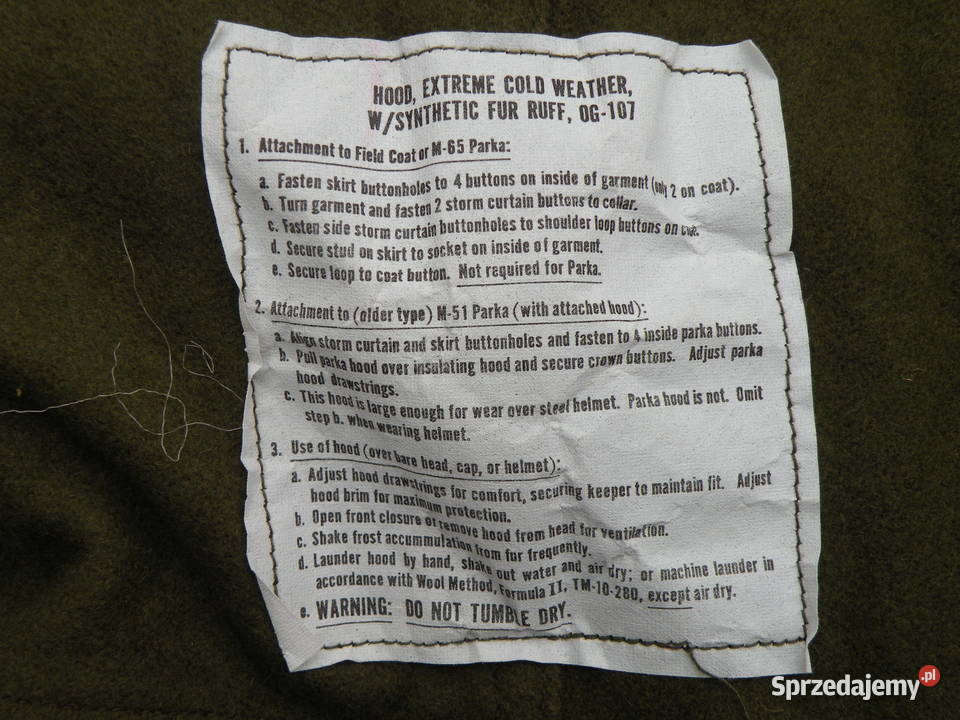 HOOD, EXTREME COLD WEATHER,
W/SYNTHETIC FUR RUFF, OG-107
1. Attachment to Field Coat or M-65 Parka:
a. Fasten skirt buttonholes to 4 buttons on inside of garment (only 2 on coat).
b. Turn garment and fasten 2 storm curtain buttons to collar.
c. Fasten side storm curtain buttonholes to shoulder loop buttons on
d. Secure stud on skirt to socket on inside of garment.
e. Secure loop to coat button. Not required for Parka.
2. Attachment to (older type) M-51 Parka (with attached hood):
a. Align storm curtain and skirt buttonholes and fasten to 4 inside parka buttons.
b. Pull parka hood over insulating hood and secure crown buttons. Adjust parka
hood drawstrings.
c. This hood is large enough for wear over steel helmet. Parka hood is not. Omit
step b. when wearing helmet.
3. Use of hood (over bare head, cap, or helmet):
a. Adjust hood drawstrings for comfort, securing keeper to maintain fit. Adjust
hood brim for maximum protection.
b. Open front closure or remove hood from head for ventilation.
c. Shake frost accummulation from fur frequently.
d. Launder hood by hand, shake out water and air dry; or machine launder in
accordance with Wool Method, Formula II, TM-10-280, except air dry.
e. WARNING: DO NOT TUMBLE DRY.
Sprzedajemy.pl